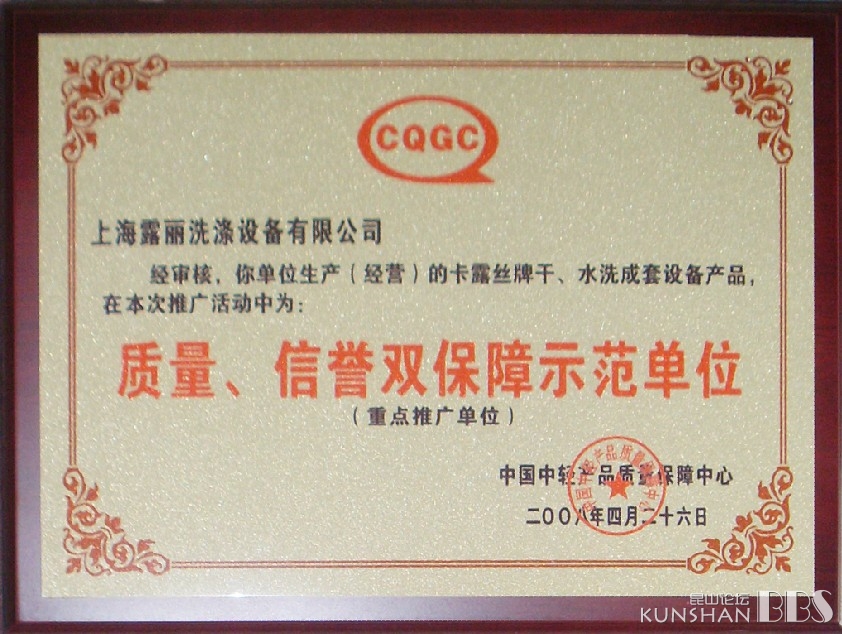 CQGC
上海露丽洗涤设备有限公司
经审核，你单位生产（经营）的卡露丝牌干、水洗成套设备产品，
在本次推广活动中为：
质量、信誉双保障示范单位
（重点推广单位）
中国中轻产品质量保障中心
二〇〇八年四月二十六日
昆山论坛
KUNSHAN BBS